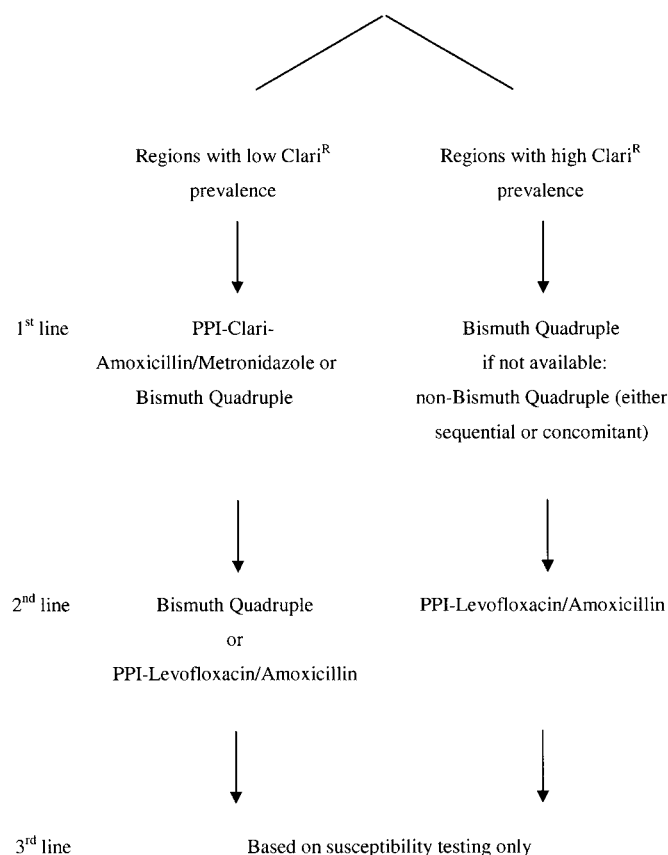 Regions with low Clari^R
prevalence
Regions with high Clari^R
prevalence
1st line
PPI-Clari-
Amoxicillin/Metronidazole or
Bismuth Quadruple
Bismuth Quadruple
if not available:
non-Bismuth Quadruple (either
sequential or concomitant)
2nd line
Bismuth Quadruple
or
PPI-Levofloxacin/Amoxicillin
PPI-Levofloxacin/Amoxicillin
3rd line
Based on susceptibility testing only